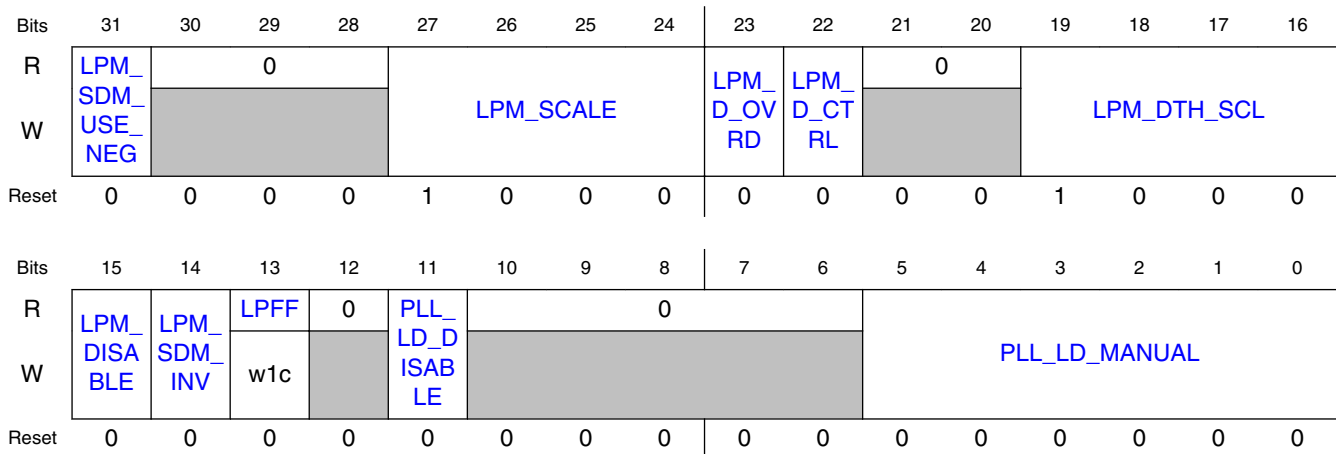 Bits 31 30 29 28 27 26 25 24 23 22 21 20 19 18 17 16
R LPM_ 0 LPM_ LPM_ 0
SDM_ LPM_SCALE D_OV D_CT LPM_DTH_SCL
W USE_ RD RL
NEG
Reset 0 0 0 0 1 0 0 0 0 0 0 0 1 0 0 0
Bits 15 14 13 12 11 10 9 8 7 6 5 4 3 2 1 0
R LPM_ LPM_ LPFF 0 PLL_ 0
DISA SDM_ LD_D PLL_LD_MANUAL
W BLE INV w1c ISAB
LE
Reset 0 0 0 0 0 0 0 0 0 0 0 0 0 0 0 0